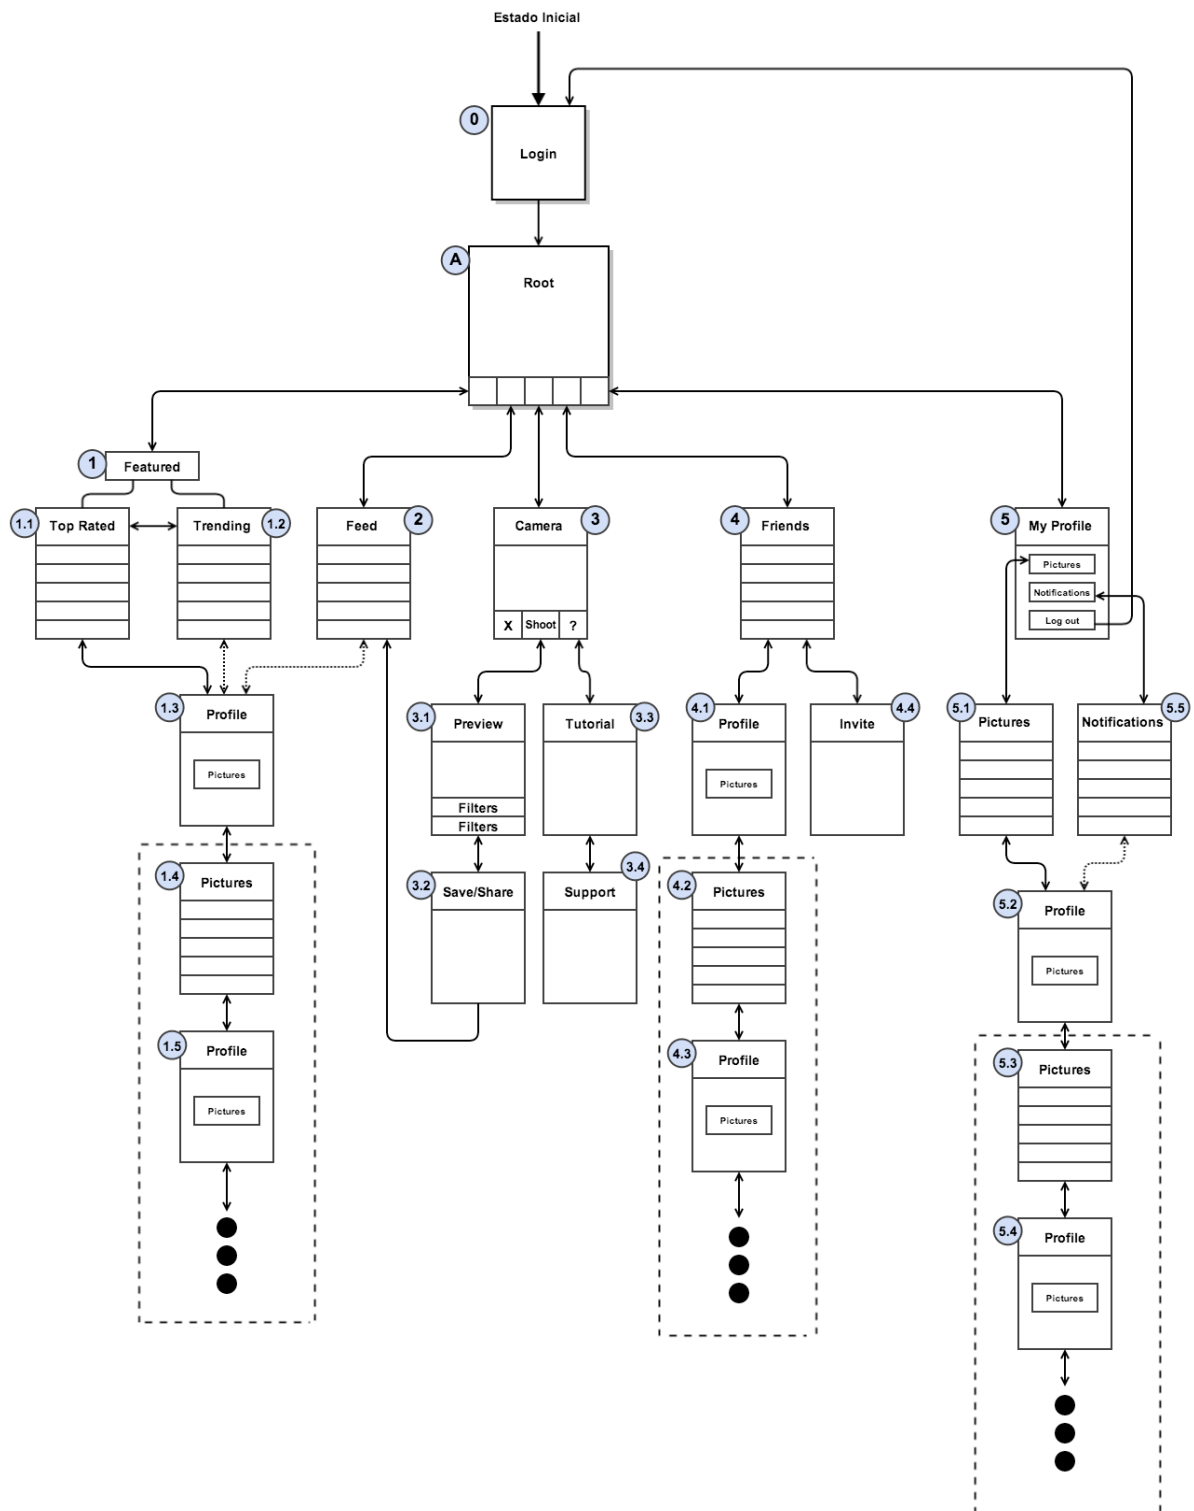 Estado Inicial
0
Login
A
Root
1
Featured
1.1
Top Rated
Trending
1.2
Feed
2
Camera
3
X
Shoot
?
4
Friends
5
My Profile
Pictures
Notifications
Log out
1.3
Profile
Pictures
3.1
Preview
Filters
Filters
Tutorial
3.3
4.1
Profile
Pictures
Invite
4.4
5.1
Pictures
Notifications
5.5
1.4
Pictures
3.2
Save/Share
Support
3.4
4.2
Pictures
5.2
Profile
Pictures
1.5
Profile
Pictures
4.3
Profile
Pictures
5.3
Pictures
5.4
Profile
Pictures